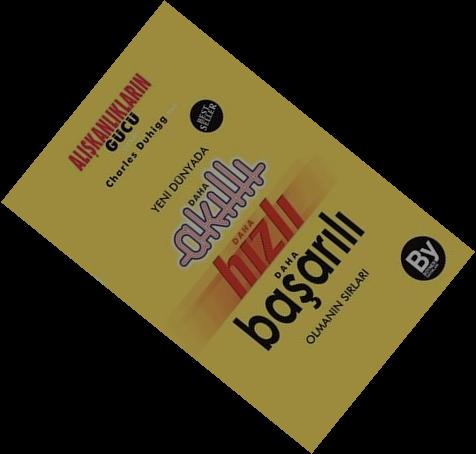 ALIŞKANLIKLARIN
GÜCÜ
Charles Duhigg
BEST
SELLER
YENİ DÜNYADA
DAHA
akıllı
DAHA
hızlı
DAHA
başarılı
OLMANIN SIRLARI
By